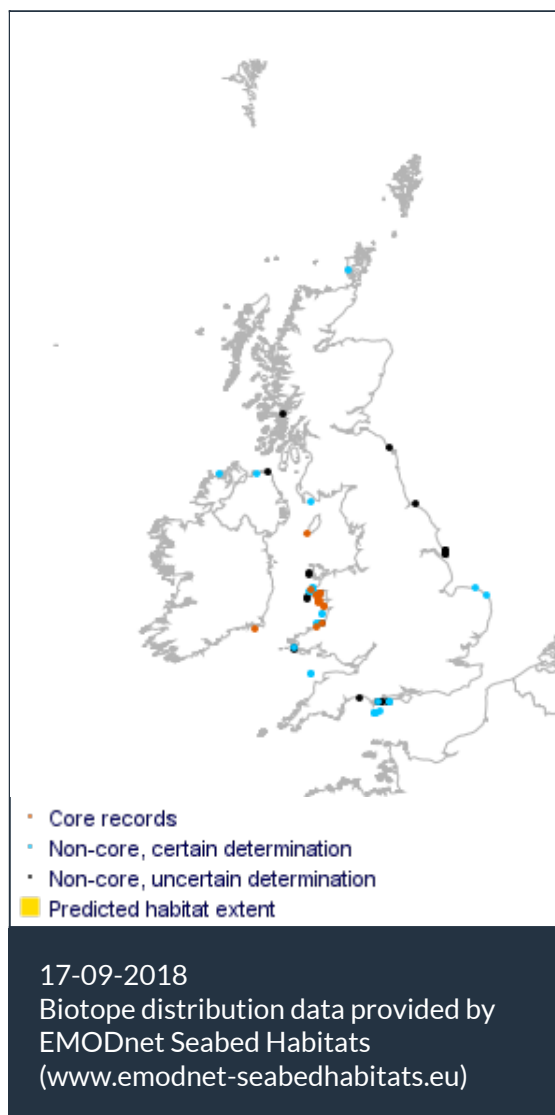 Core records
Non-core, certain determination
Non-core, uncertain determination
Predicted habitat extent
17-09-2018
Biotope distribution data provided by
EMODnet Seabed Habitats
(www.emodnet-seabedhabitats.eu)